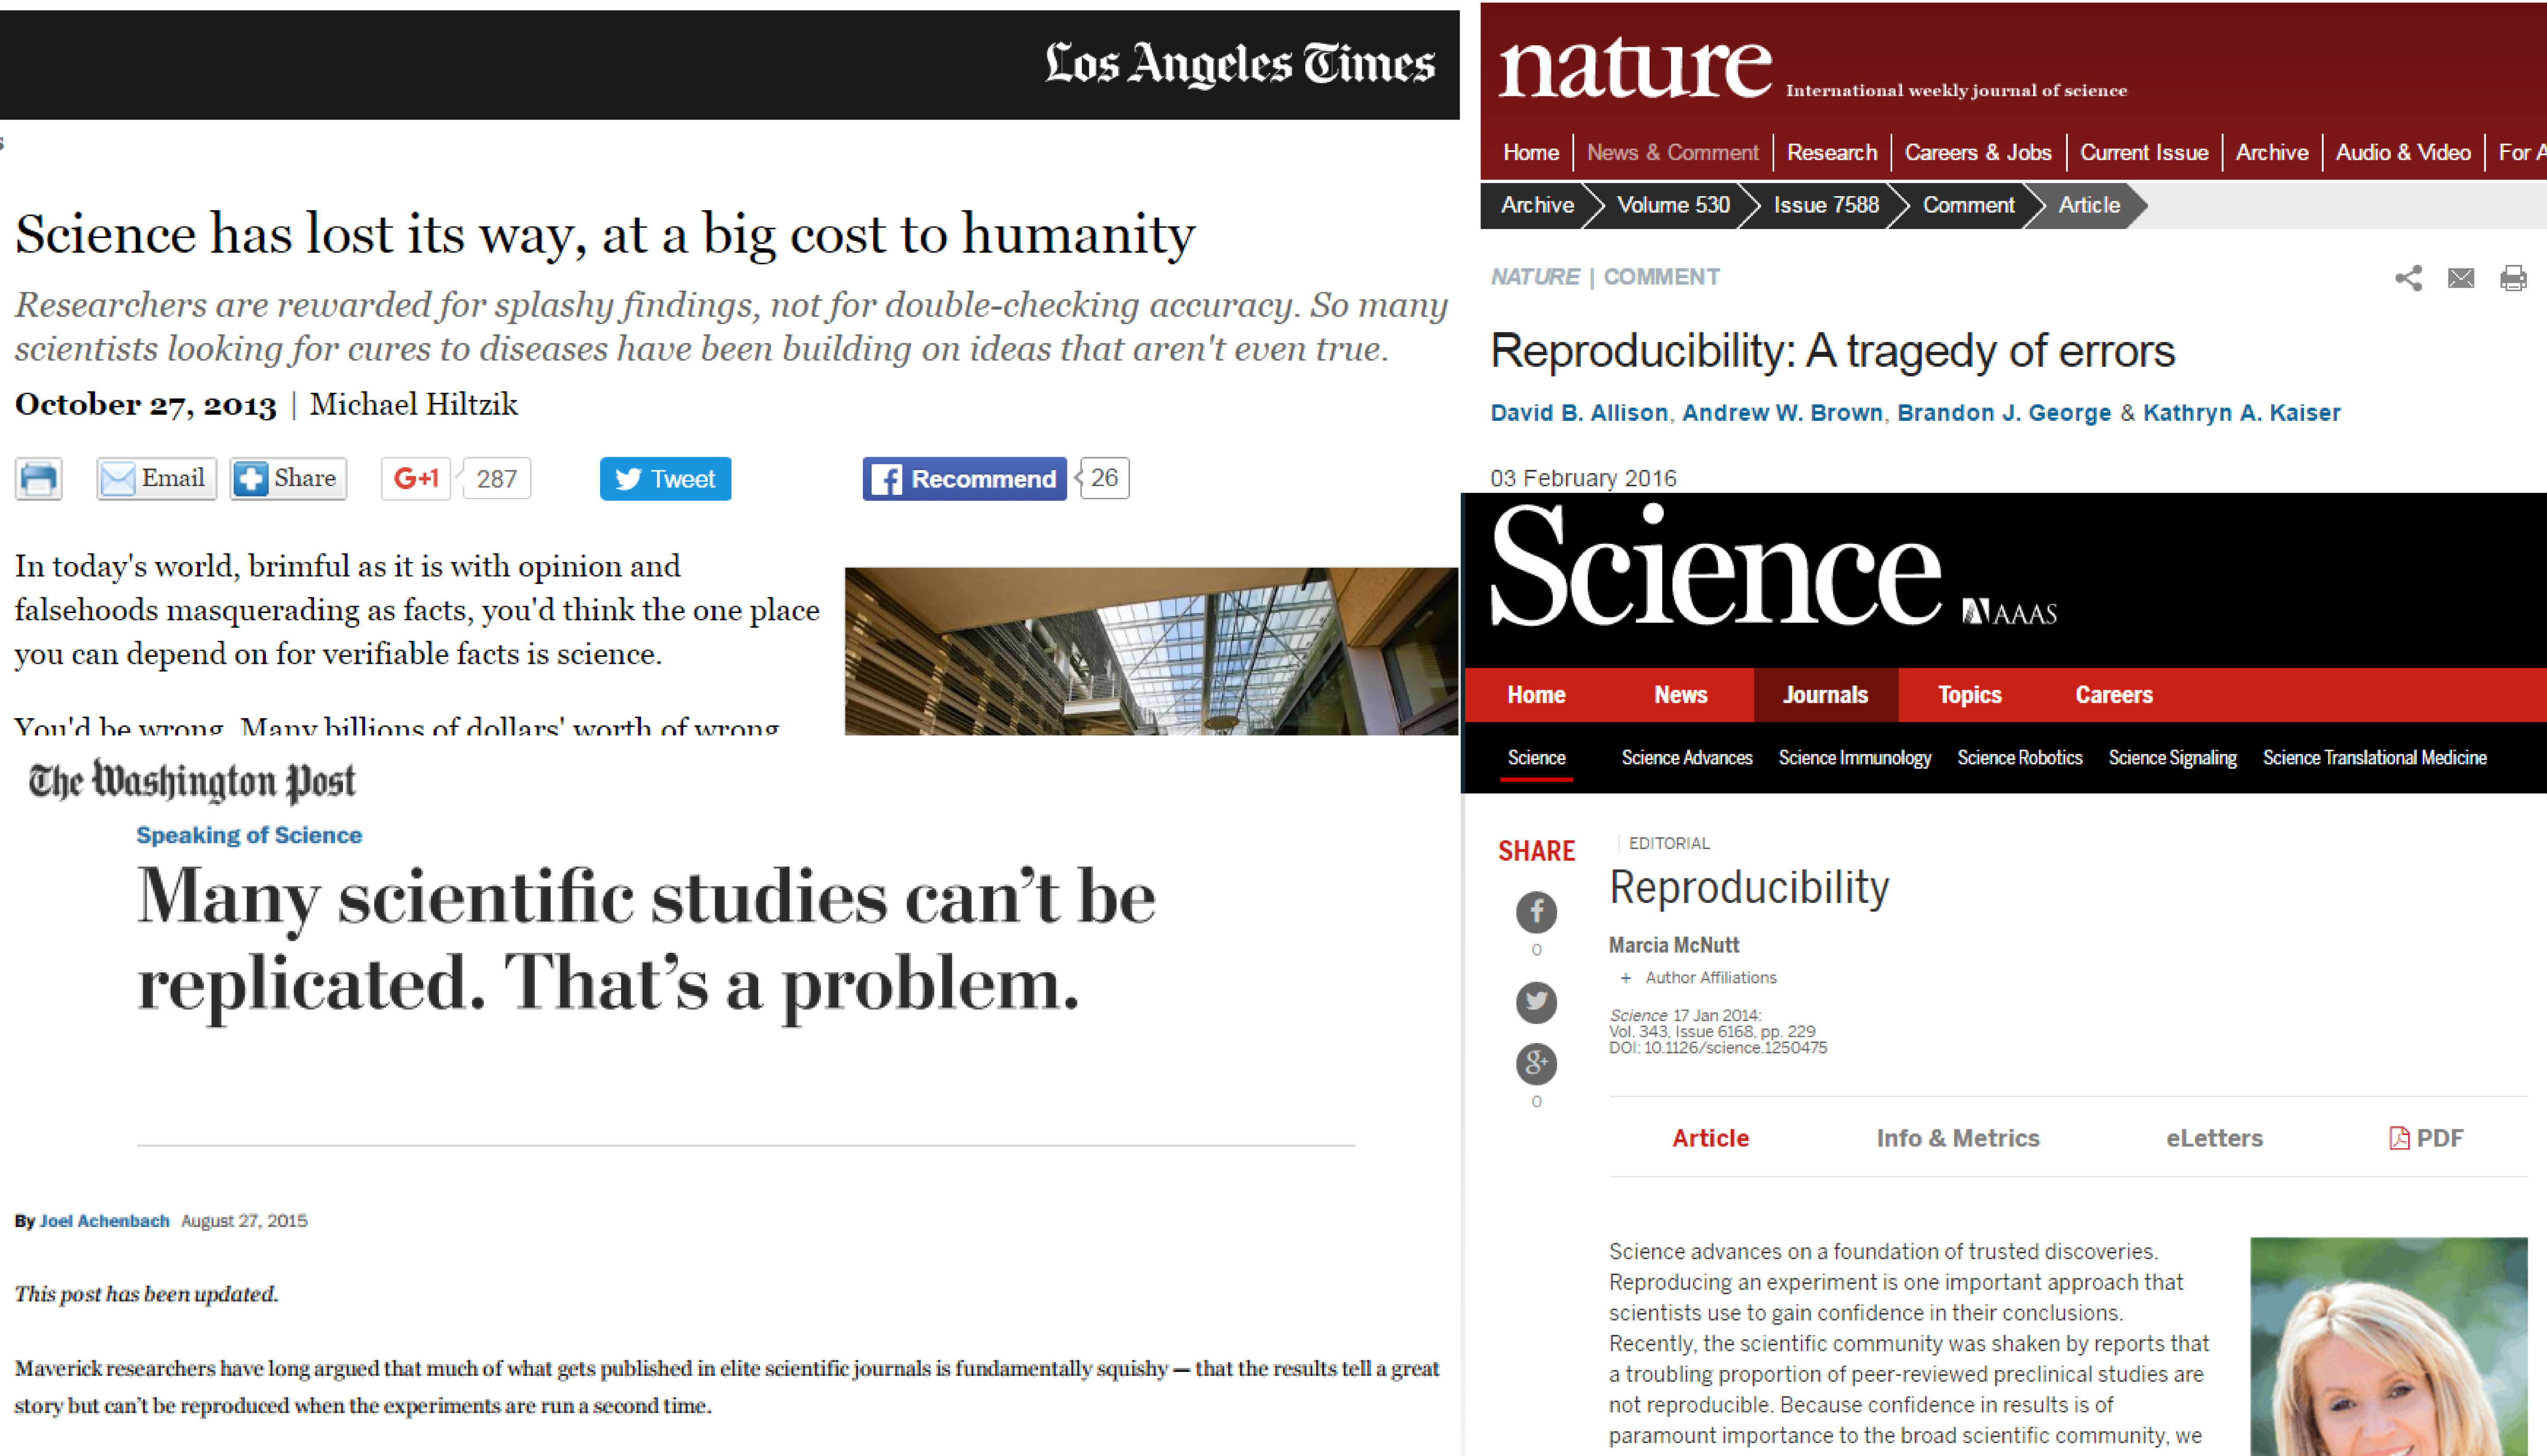 Los Angeles Times
s
Science has lost its way, at a big cost to humanity
Researchers are rewarded for splashy findings, not for double-checking accuracy. So many
scientists looking for cures to diseases have been building on ideas that aren't even true.
October 27, 2013 | Michael Hiltzik
Email Share G+1 287 Tweet Recommend 26
In today's world, brimful as it is with opinion and
falsehoods masquerading as facts, you'd think the one place
you can depend on for verifiable facts is science.
You'd be wrong. Many billions of dollars' worth of wrong
The Washington Post
Speaking of Science
Many scientific studies can't be
replicated. That's a problem.
By Joel Achenbach August 27, 2015
This post has been updated.
Maverick researchers have long argued that much of what gets published in elite scientific journals is fundamentally squishy — that the results tell a great
story but can't be reproduced when the experiments are run a second time.
nature International weekly journal of science
Home News & Comment Research Careers & Jobs Current Issue Archive Audio & Video For A
Archive Volume 530 Issue 7588 Comment Article
NATURE | COMMENT
Reproducibility: A tragedy of errors
David B. Allison, Andrew W. Brown, Brandon J. George & Kathryn A. Kaiser
03 February 2016
Science AAAS
Home News Journals Topics Careers
Science Science Advances Science Immunology Science Robotics Science Signaling Science Translational Medicine
SHARE
0
g+
0
EDITORIAL
Reproducibility
Marcia McNutt
+ Author Affiliations
Science 17 Jan 2014:
Vol. 343, Issue 6168, pp. 229
DOI: 10.1126/science.1250475
Article Info & Metrics eLetters PDF
Science advances on a foundation of trusted discoveries.
Reproducing an experiment is one important approach that
scientists use to gain confidence in their conclusions.
Recently, the scientific community was shaken by reports that
a troubling proportion of peer-reviewed preclinical studies are
not reproducible. Because confidence in results is of
paramount importance to the broad scientific community, we